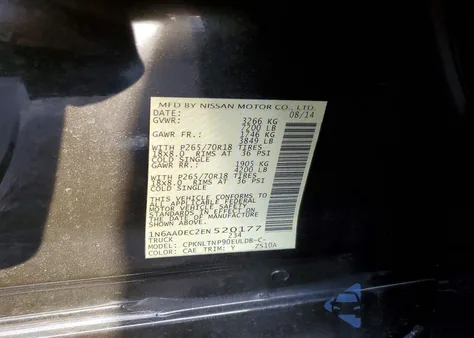 MFD BY NISSAN MOTOR CO., LTD.
DATE: 08/14
GVWR: 3266 KG
7200 LB
GAWR FR.: 1746 KG
3849 LB
WITH P265/70R18 TIRES
18X8.0 RIMS AT 36 PSI
COLD SINGLE
GAWR RR.: 1905 KG
4200 LB
WITH P265/70R18 TIRES
18X8.0 RIMS AT 36 PSI
COLD SINGLE
THIS VEHICLE CONFORMS TO
ALL APPLICABLE FEDERAL
MOTOR VEHICLE SAFETY
STANDARDS IN EFFECT ON
THE DATE OF MANUFACTURE
SHOWN ABOVE.
1N6AA0EC2EN520177
TRUCK 234
MODEL: CPKNLTNP90EULDB-C-
COLOR: CAE TRIM: Y ZS10A